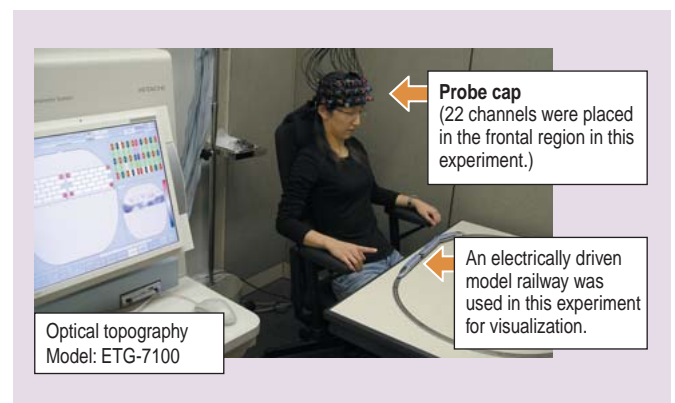 HITACHI
Probe cap
(22 channels were placed
in the frontal region in this
experiment.)
An electrically driven
model railway was
used in this experiment
for visualization.
Optical topography
Model: ETG-7100